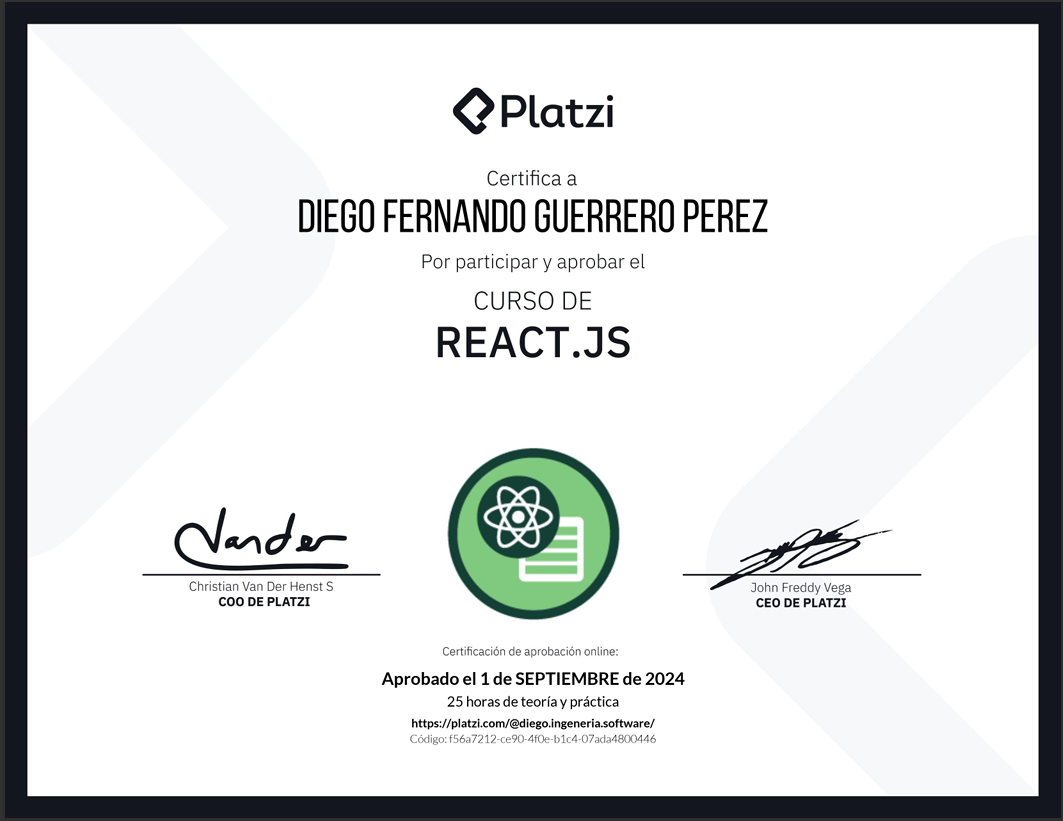 Platzi
Certifica a
DIEGO FERNANDO GUERRERO PEREZ
Por participar y aprobar el
CURSO DE
REACT.JS
Vander
Christian Van Der Henst S
COO DE PLATZI
John Freddy Vega
CEO DE PLATZI
Certificación de aprobación online:
Aprobado el 1 de SEPTIEMBRE de 2024
25 horas de teoría y práctica
https://platzi.com/@diego.ingeneria.software/
Código: f56a7212-ce90-4f0e-b1c4-07ada4800446